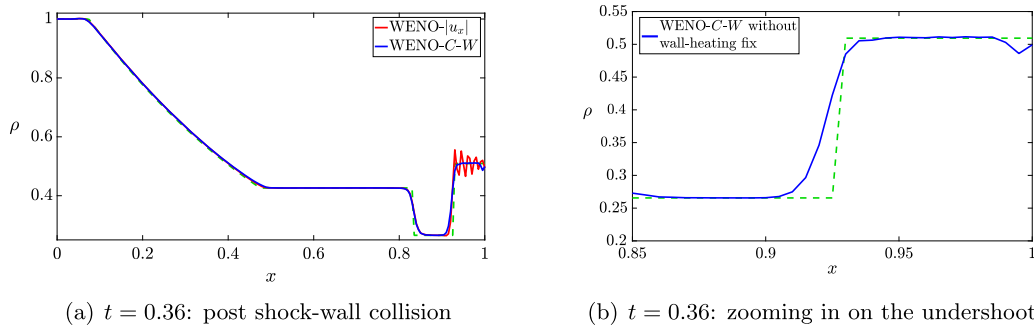 1
0.8
ρ
0.6
0.4
0
0.2
0.4
0.6
0.8
1
x
WENO-|u_x|
WENO-C-W
(a) t = 0.36: post shock-wall collision
0.55
0.5
0.45
0.4
ρ
0.35
0.3
0.25
0.2
0.85
0.9
0.95
1
x
WENO-C-W without
wall-heating fix
(b) t = 0.36: zooming in on the undershoot